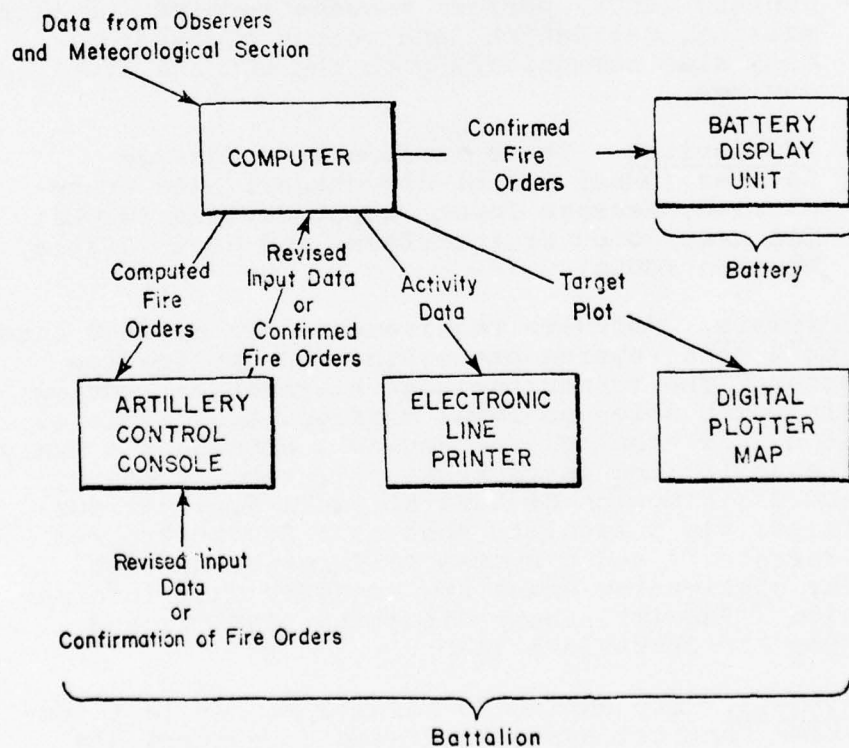 Data from Observers
and Meteorological Section
COMPUTER
Confirmed
Fire
Orders
BATTERY
DISPLAY
UNIT
Battery
Computed
Fire
Orders
Revised
Input Data
or
Confirmed
Fire Orders
Activity
Data
Target
Plot
ARTILLERY
CONTROL
CONSOLE
ELECTRONIC
LINE
PRINTER
DIGITAL
PLOTTER
MAP
Revised Input
Data
or
Confirmation of Fire Orders
Battalion